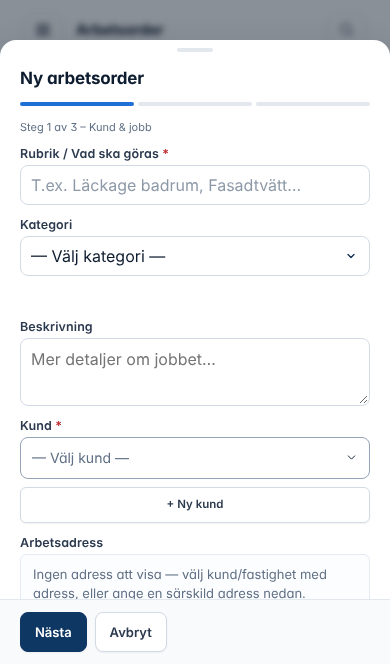 Arbetsorder
Ny arbetsorder
Steg 1 av 3 – Kund & jobb
Rubrik / Vad ska göras *
T.ex. Läckage badrum, Fasadtvätt...
Kategori
— Välj kategori —
Beskrivning
Mer detaljer om jobbet...
Kund *
— Välj kund —
+ Ny kund
Arbetsadress
Ingen adress att visa — välj kund/fastighet med
adress, eller ange en särskild adress nedan.
Nästa
Avbryt